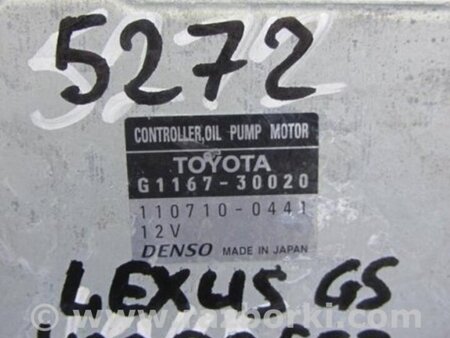 5272
CONTROLLER, OIL PUMP MOTOR
TOYOTA
G1167-30020
110710-0441
12V
DENSO MADE IN JAPAN
LEXUS GS